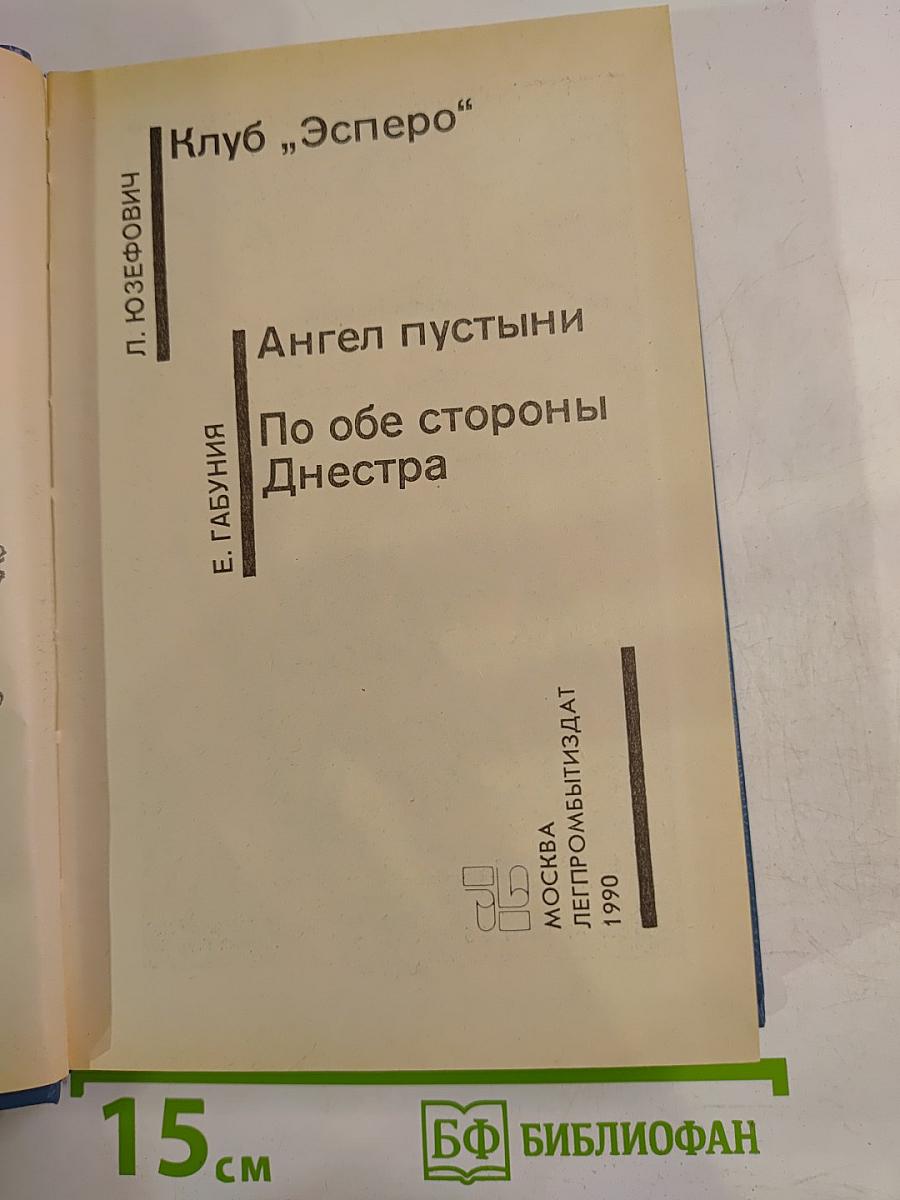 Л. ЮЗЕФОВИЧ
Клуб „Эсперо“
Е. ГАБУНИЯ
Ангел пустыни
По обе стороны
Днестра
МОСКВА
ЛЕГПРОМБЫТИЗДАТ
1990
15 см
БФ БИБЛИОФАН